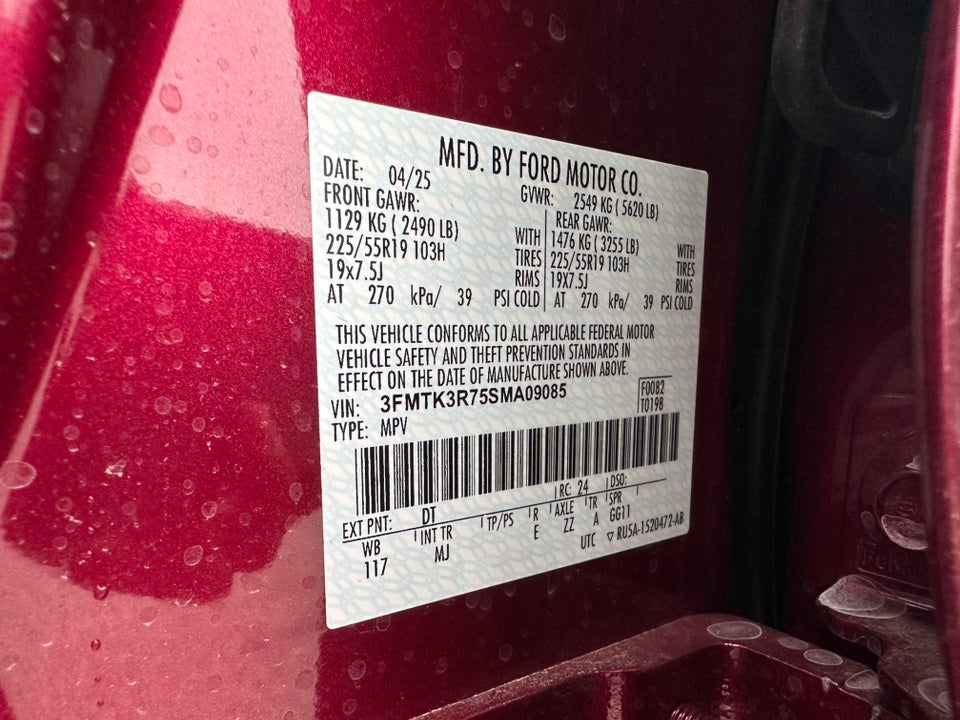 MFD. BY FORD MOTOR CO.
DATE: 04/25 GVWR: 2549 KG ( 5620 LB)
FRONT GAWR: REAR GAWR:
1129 KG ( 2490 LB) WITH 1476 KG ( 3255 LB) WITH
225/55R19 103H TIRES 225/55R19 103H TIRES
19x7.5J RIMS 19X7.5J RIMS
AT 270 kPa/ 39 PSI COLD AT 270 kPa/ 39 PSI COLD
THIS VEHICLE CONFORMS TO ALL APPLICABLE FEDERAL MOTOR
VEHICLE SAFETY AND THEFT PREVENTION STANDARDS IN
EFFECT ON THE DATE OF MANUFACTURE SHOWN ABOVE.
VIN: 3FMTK3R75SMA09085 F0082
TYPE: MPV T0198
EXT PNT: DT RC: 24 DSO:
WB INT TR TP/PS R AXLE TR SPR
117 MJ E ZZ A GG11
UTC ▽ RU5A-1520472-AB